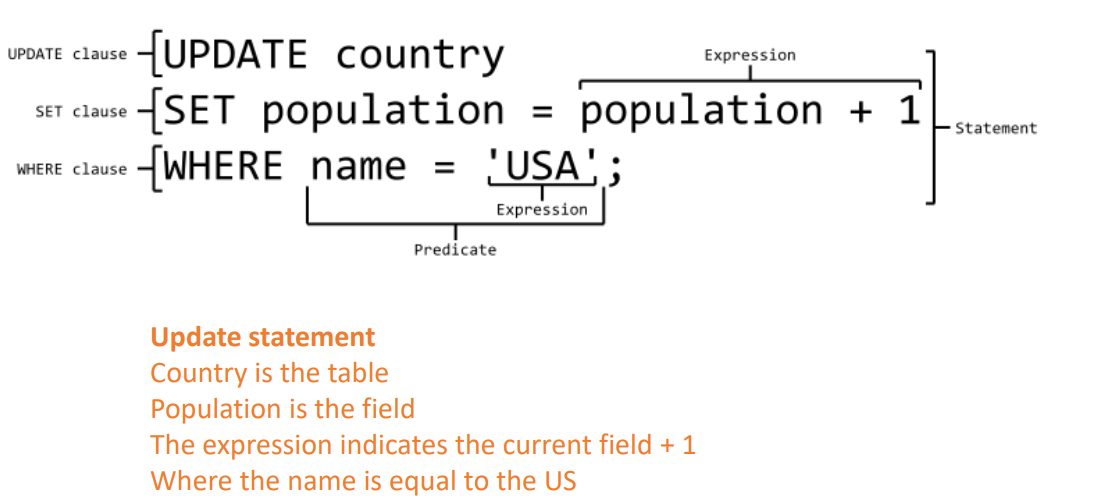 UPDATE clause UPDATE country
Expression
SET clause SET population = population + 1
Statement
WHERE clause WHERE name = 'USA';
Expression
Predicate
Update statement
Country is the table
Population is the field
The expression indicates the current field + 1
Where the name is equal to the US